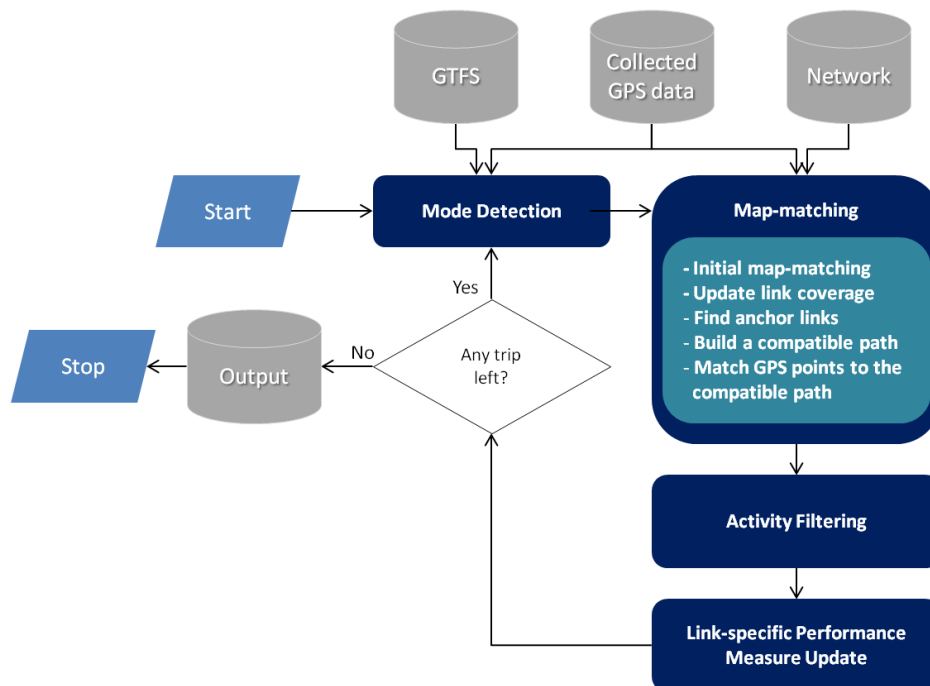 GTFS
Collected
GPS data
Network
Start
Mode Detection
Map-matching
- Initial map-matching
- Update link coverage
- Find anchor links
- Build a compatible path
- Match GPS points to the
compatible path
Yes
Any trip
left?
No
Output
Stop
Activity Filtering
Link-specific Performance
Measure Update